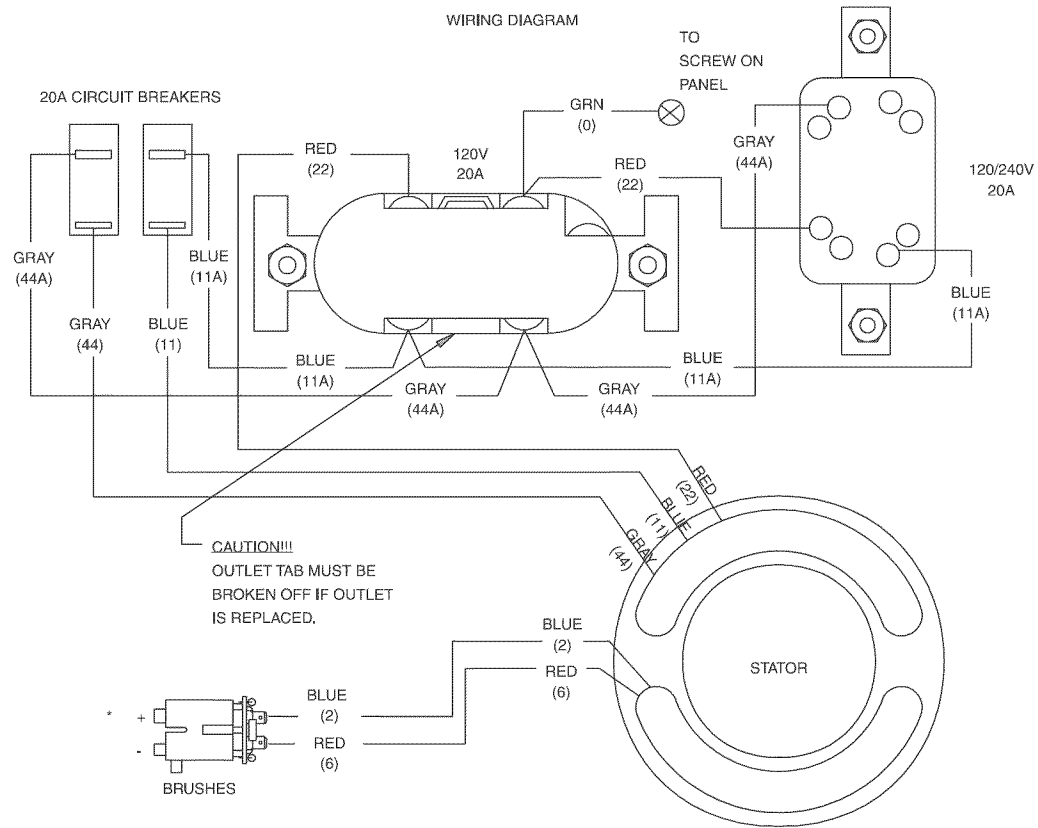 WIRING DIAGRAM
TO
SCREW ON
PANEL
20A CIRCUIT BREAKERS
GRN
(0)
RED
(22)
120V
20A
RED
(22)
GRAY
(44A)
120/240V
20A
GRAY
(44A)
BLUE
(11A)
BLUE
(11A)
GRAY
(44)
BLUE
(11)
BLUE
(11A)
BLUE
(11A)
GRAY
(44A)
GRAY
(44A)
RED
(22)
BLUE
(11)
GRAY
(44)
CAUTION!!!
OUTLET TAB MUST BE
BROKEN OFF IF OUTLET
IS REPLACED.
BLUE
(2)
RED
(6)
STATOR
BLUE
(2)
RED
(6)
* +
-
BRUSHES